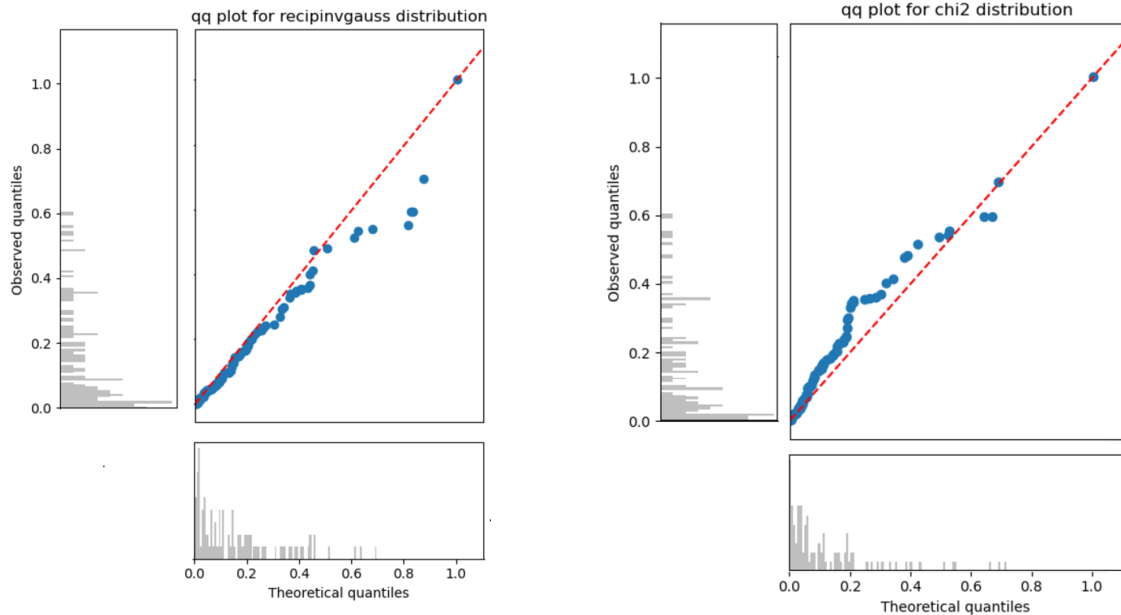 qq plot for recipinvgauss distribution
Observed quantiles
1.0
0.8
0.6
0.4
0.2
0.0
0.0 0.2 0.4 0.6 0.8 1.0
Theoretical quantiles
qq plot for chi2 distribution
Observed quantiles
1.0
0.8
0.6
0.4
0.2
0.0
0.0 0.2 0.4 0.6 0.8 1.0
Theoretical quantiles